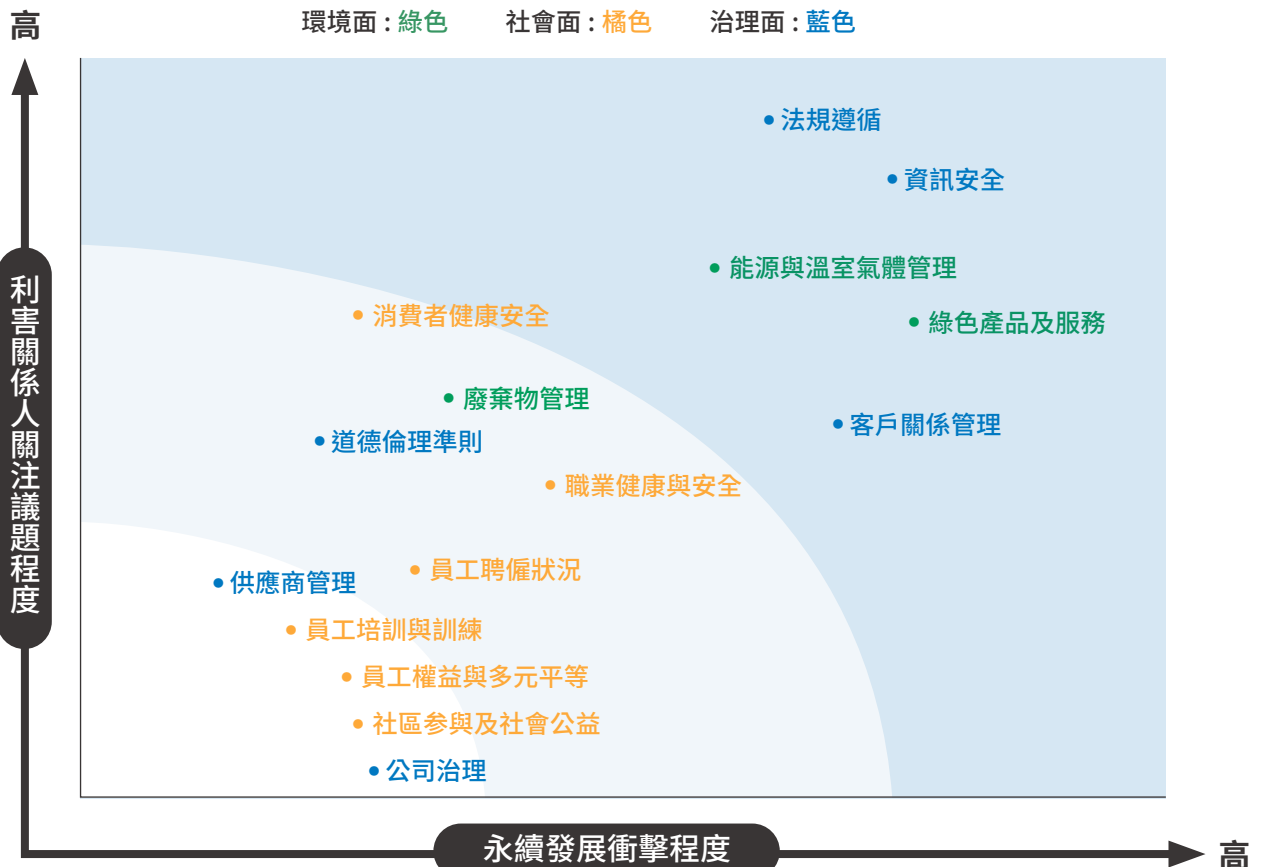 高
環境面 : 綠色 社會面 : 橘色 治理面 : 藍色
法規遵循
資訊安全
能源與溫室氣體管理
消費者健康安全
綠色產品及服務
廢棄物管理
客戶關係管理
道德倫理準則
職業健康與安全
員工聘僱狀況
供應商管理
員工培訓與訓練
員工權益與多元平等
社區参與及社會公益
公司治理
利害關係人關注議題程度
永續發展衝擊程度
高